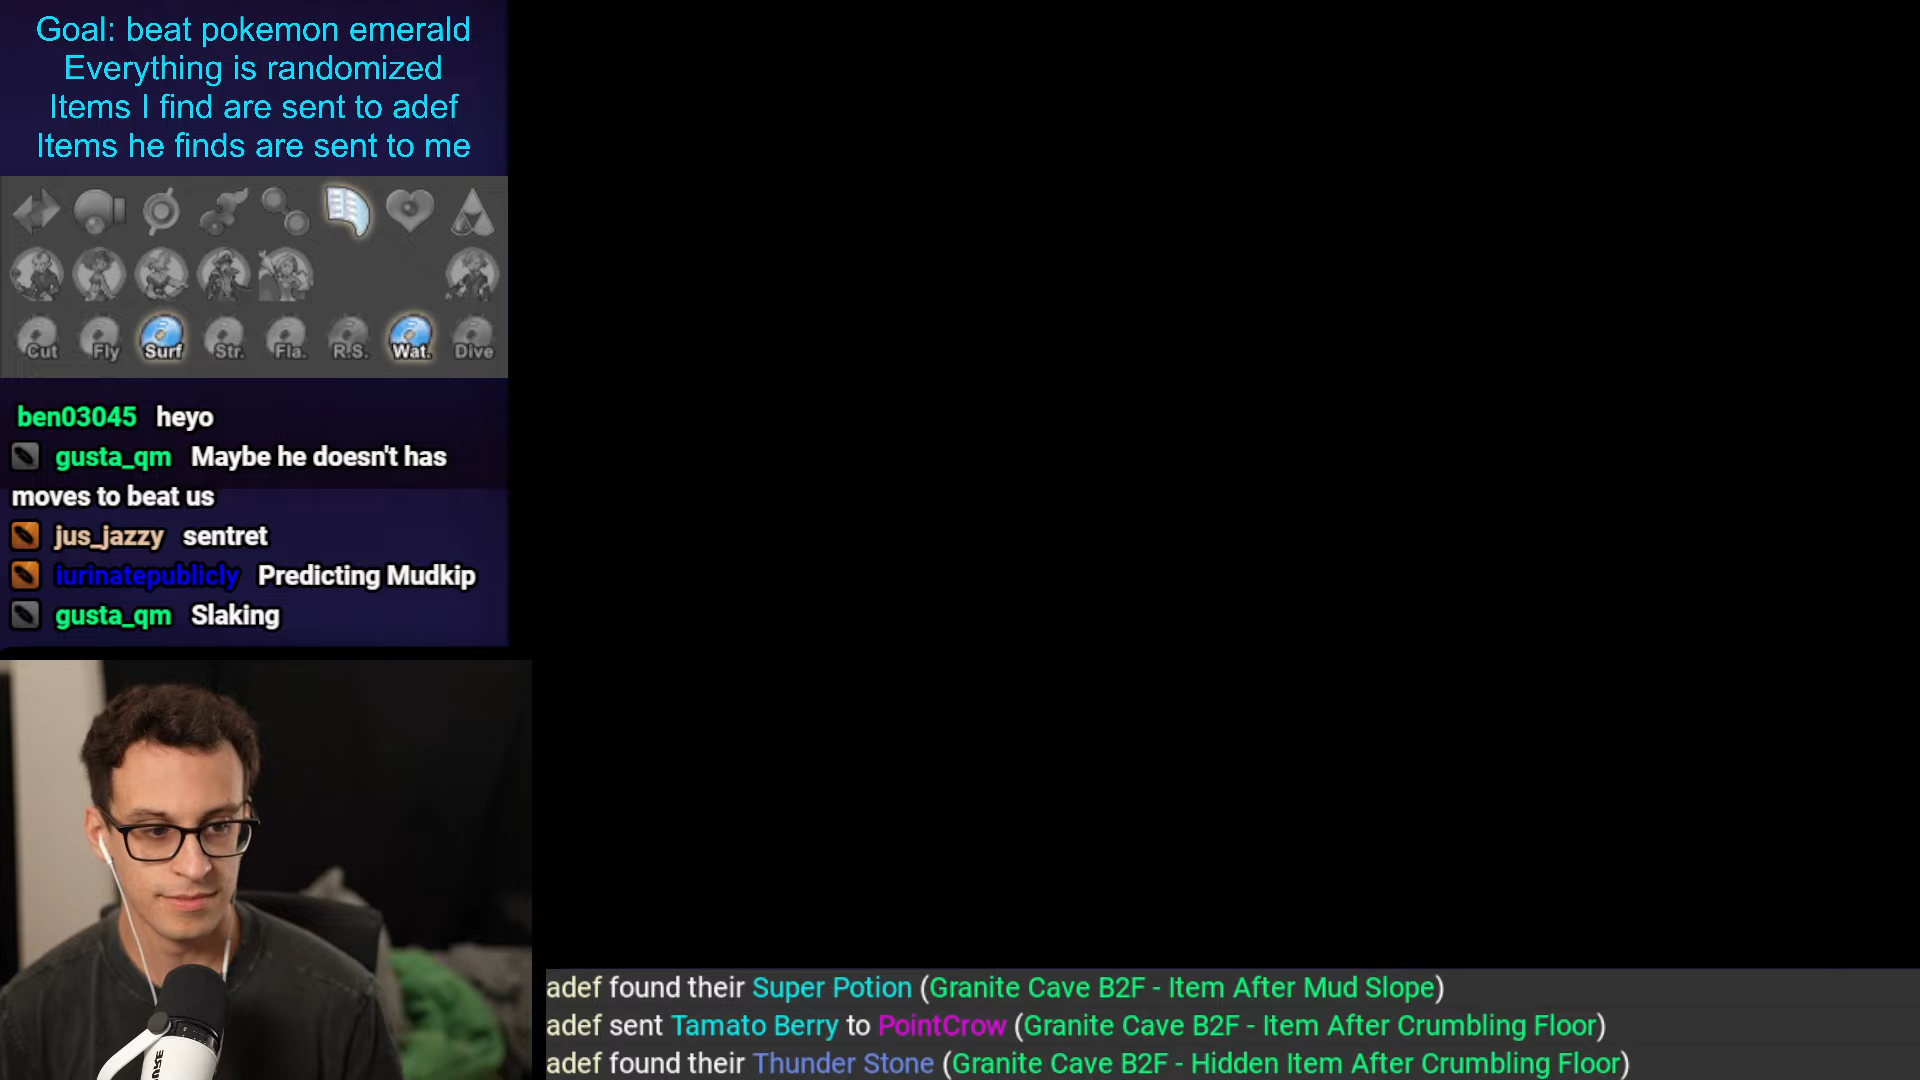 Goal: beat pokemon emerald
Everything is randomized
Items I find are sent to adef
Items he finds are sent to me
Cut Fly Surf Str. Fla. R.S. Wat. Dive
ben03045 heyo
gusta_qm Maybe he doesn't has
moves to beat us
jus_jazzy sentret
iurinatepublicly Predicting Mudkip
gusta_qm Slaking
adef found their Super Potion (Granite Cave B2F - Item After Mud Slope)
adef sent Tamato Berry to PointCrow (Granite Cave B2F - Item After Crumbling Floor)
adef found their Thunder Stone (Granite Cave B2F - Hidden Item After Crumbling Floor)